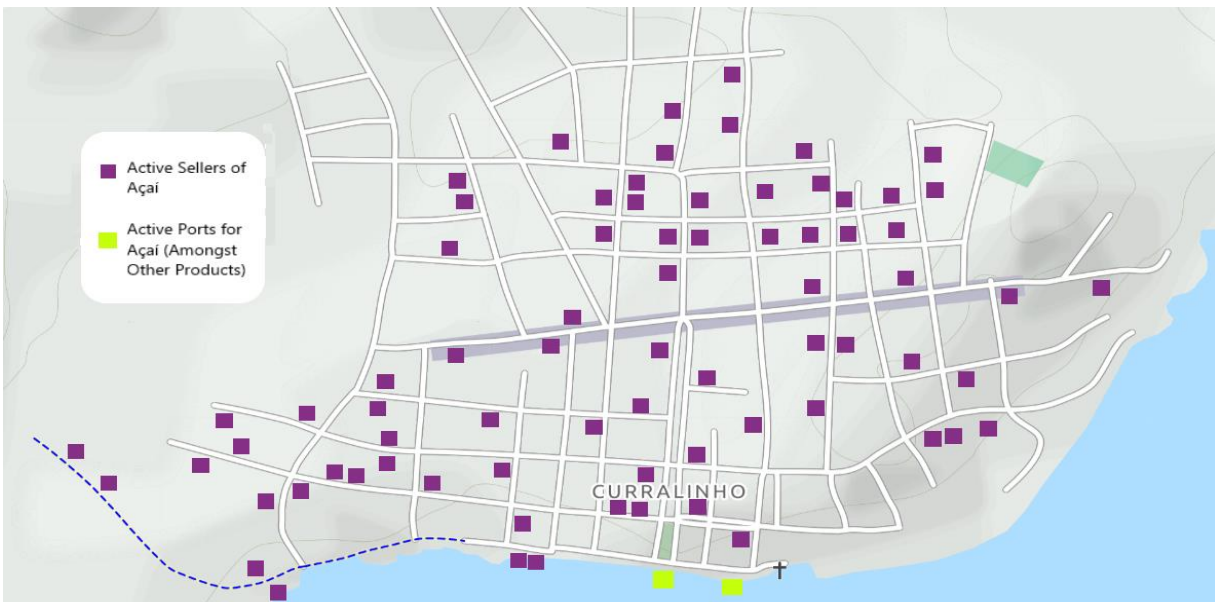 Active Sellers of
Açaí
Active Ports for
Açaí (Amongst
Other Products)
CURRALINHO